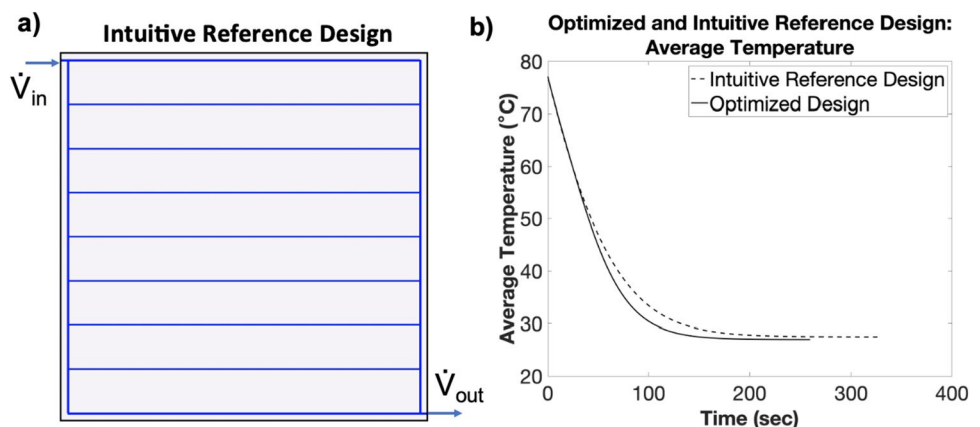 a)
Intuitive Reference Design
V̇in
V̇out
b)
Optimized and Intuitive Reference Design:
Average Temperature
Intuitive Reference Design
Optimized Design
Average Temperature (°C)
80
70
60
50
40
30
20
0
100
200
300
400
Time (sec)